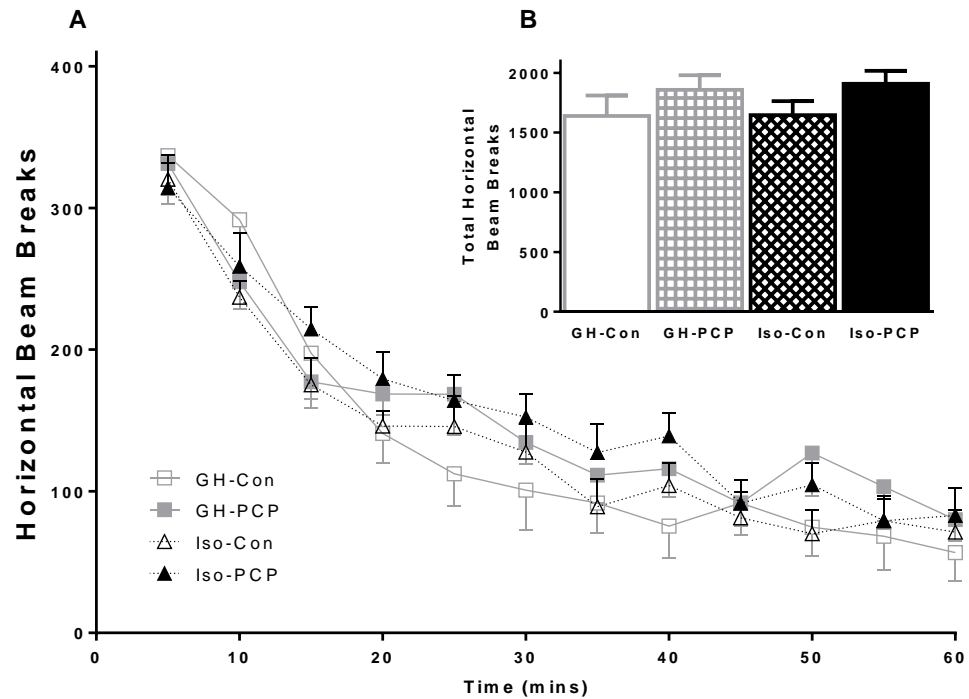 A
B
400
300
200
100
0
Horizontal Beam Breaks
0
10
20
30
40
50
60
Time (mins)
GH-Con
GH-PCP
Iso-Con
Iso-PCP
2000
1500
1000
500
0
Total Horizontal
Beam Breaks
GH-Con
GH-PCP
Iso-Con
Iso-PCP